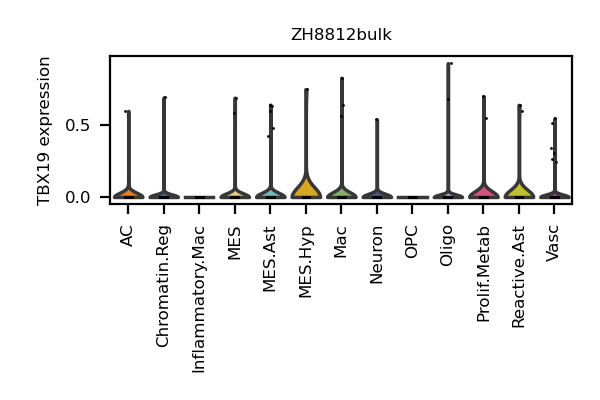 ZH8812bulk
TBX19 expression
0.5
0.0
AC
Chromatin.Reg
Inflammatory.Mac
MES
MES.Ast
MES.Hyp
Mac
Neuron
OPC
Oligo
Prolif.Metab
Reactive.Ast
Vasc